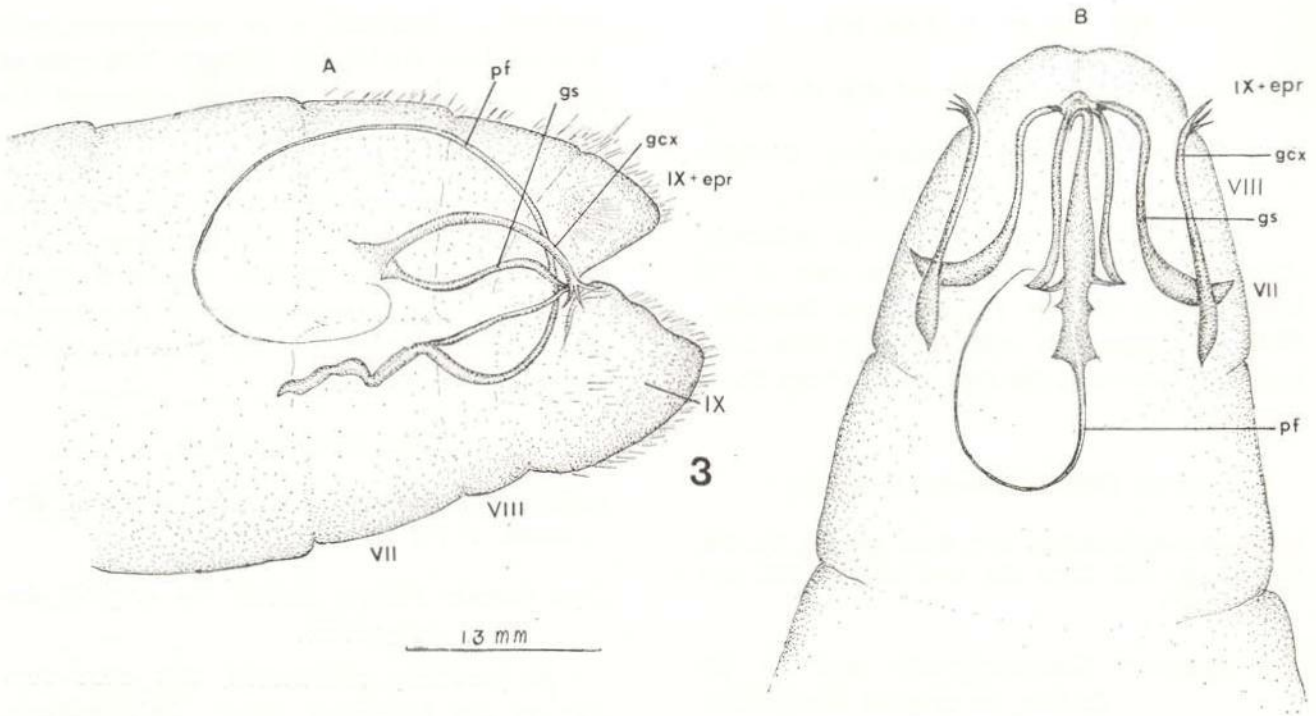 A
pf
gs
gcx
IX + epr
IX
3
VIII
VII
13 mm
B
IX + epr
gcx
VIII
gs
VII
pf